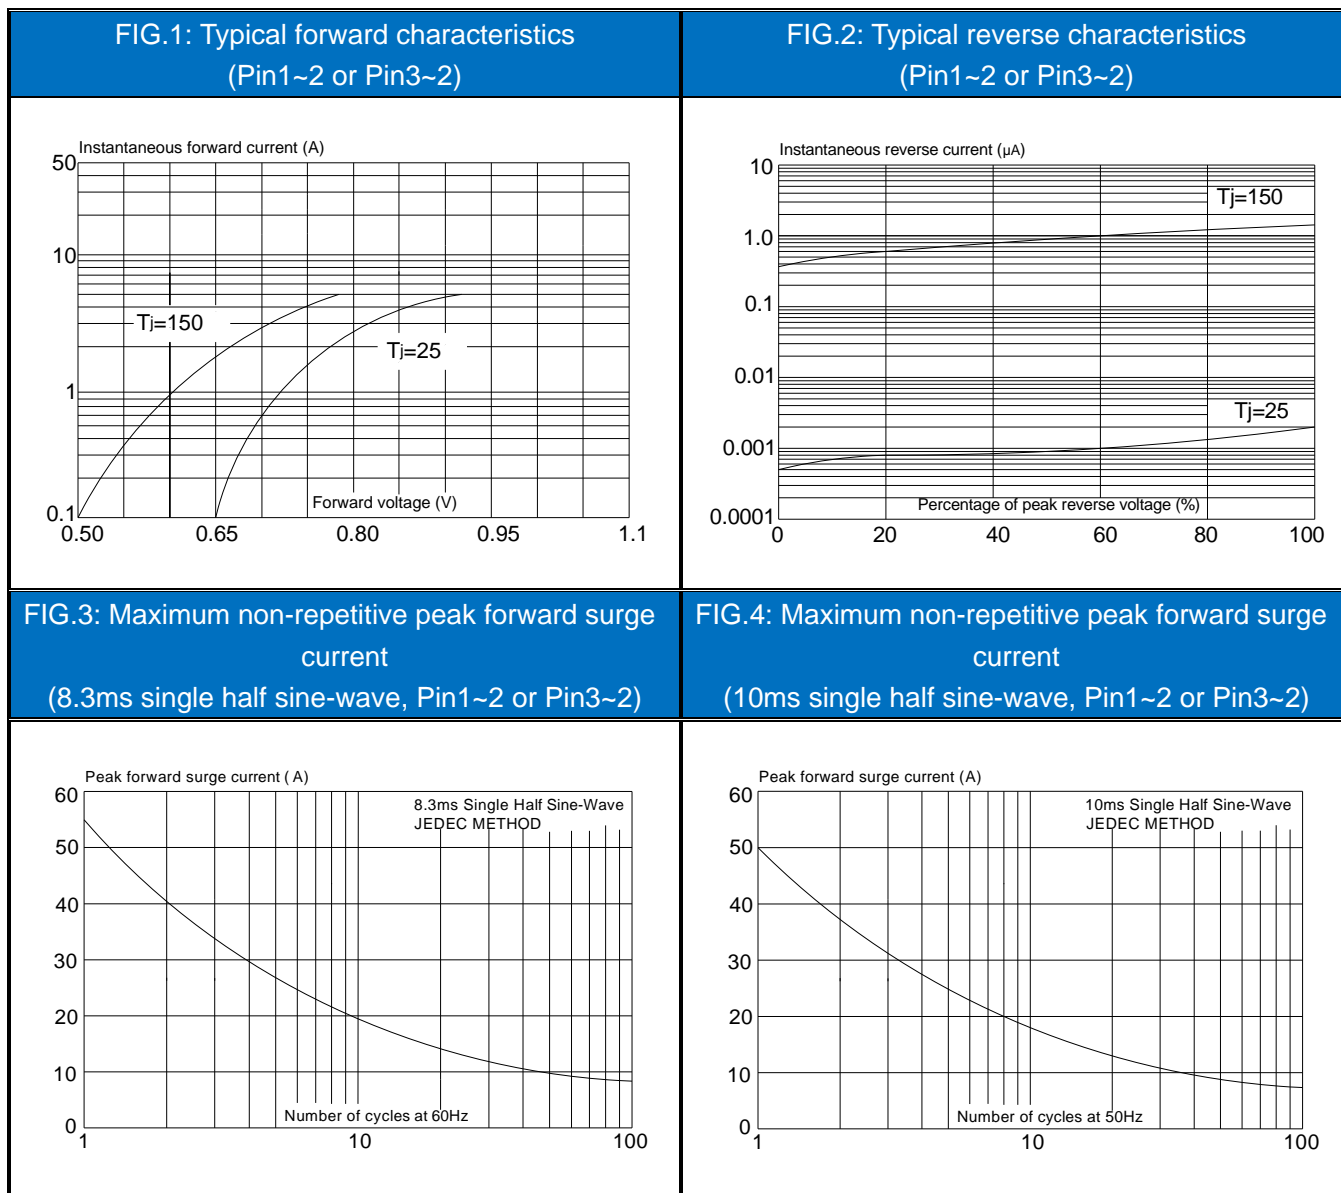 FIG.1: Typical forward characteristics
(Pin1~2 or Pin3~2)
FIG.2: Typical reverse characteristics
(Pin1~2 or Pin3~2)
Instantaneous forward current (A)
50
10
1
0.1
Tj=150
Tj=25
Forward voltage (V)
0.50 0.65 0.80 0.95 1.1
Instantaneous reverse current (μA)
10
1.0
0.1
0.01
0.001
0.0001
Tj=150
Tj=25
Percentage of peak reverse voltage (%)
0 20 40 60 80 100
FIG.3: Maximum non-repetitive peak forward surge
current
(8.3ms single half sine-wave, Pin1~2 or Pin3~2)
FIG.4: Maximum non-repetitive peak forward surge
current
(10ms single half sine-wave, Pin1~2 or Pin3~2)
Peak forward surge current ( A)
60
50
40
30
20
10
0
8.3ms Single Half Sine-Wave
JEDEC METHOD
Number of cycles at 60Hz
1 10 100
Peak forward surge current (A)
60
50
40
30
20
10
0
10ms Single Half Sine-Wave
JEDEC METHOD
Number of cycles at 50Hz
1 10 100